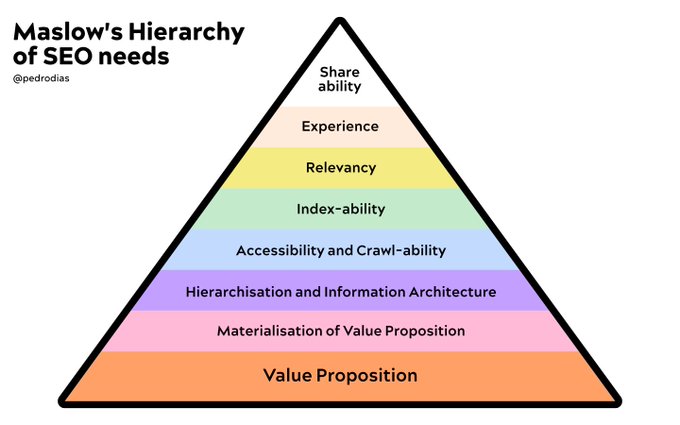 Maslow's Hierarchy
of SEO needs
@pedrodias
Share
ability
Experience
Relevancy
Index-ability
Accessibility and Crawl-ability
Hierarchisation and Information Architecture
Materialisation of Value Proposition
Value Proposition